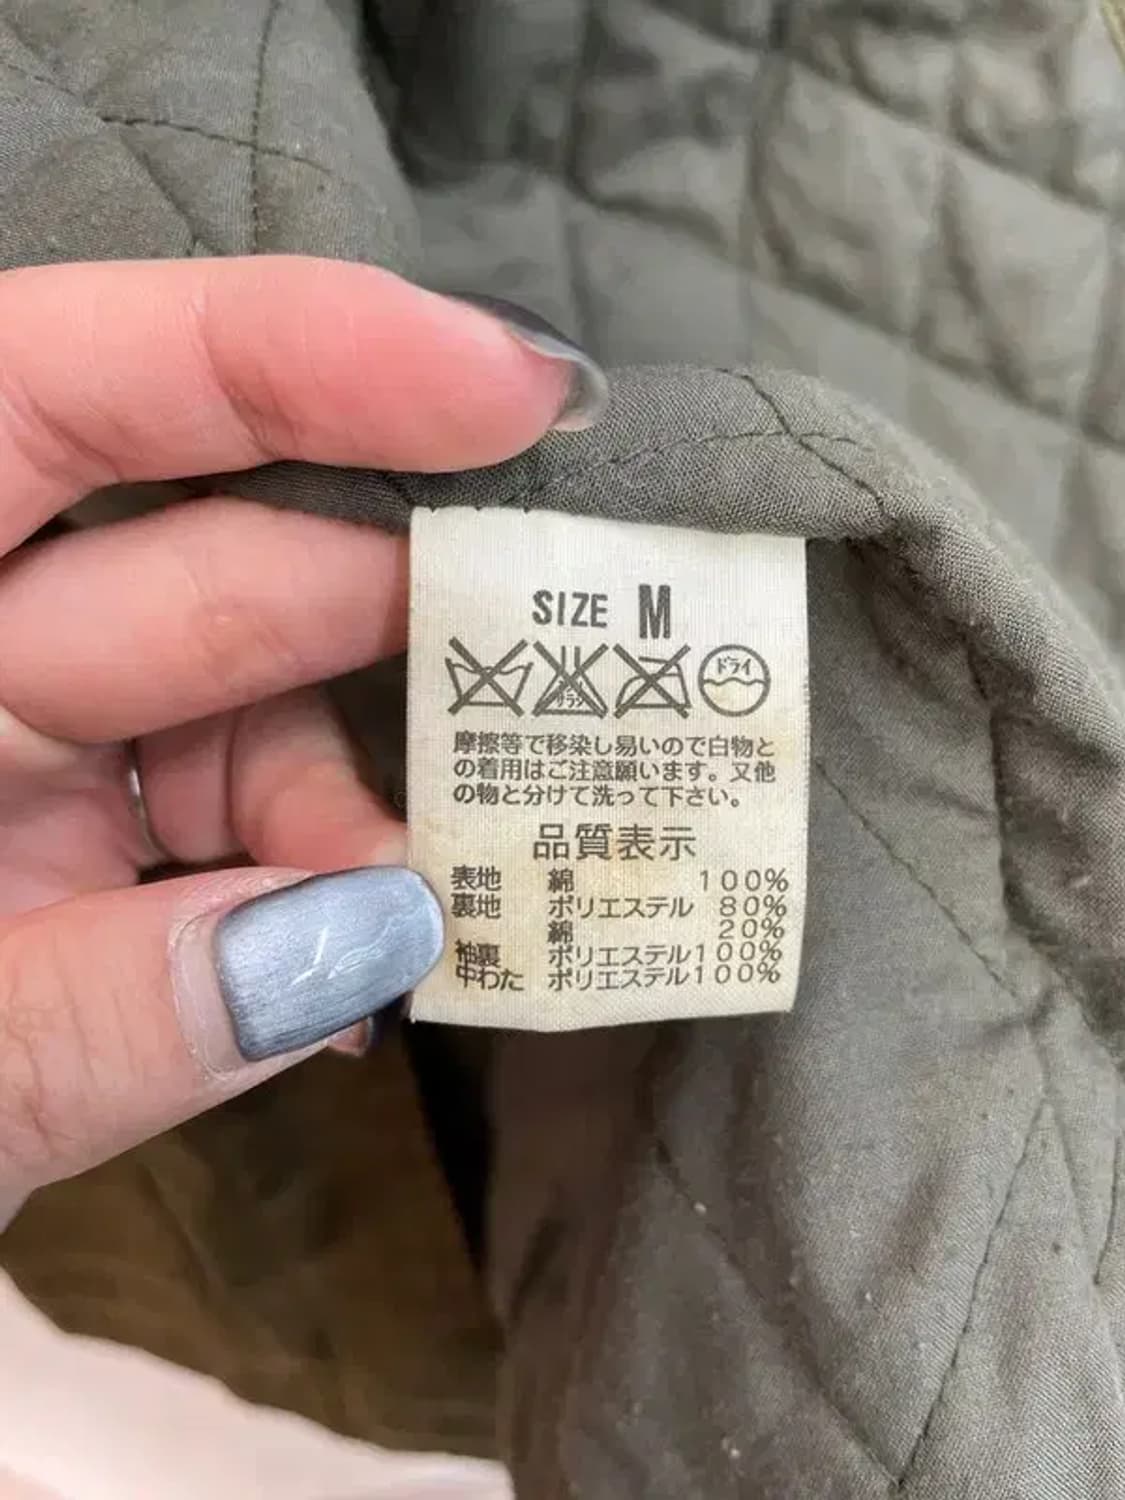 SIZE M
サラシ
ドライ
摩擦等で移染し易いので白物と
の着用はご注意願います。又他
の物と分けて洗って下さい。
品質表示
表地 綿 100%
裏地 ポリエステル 80%
綿 20%
袖裏 ポリエステル100%
中わた ポリエステル100%